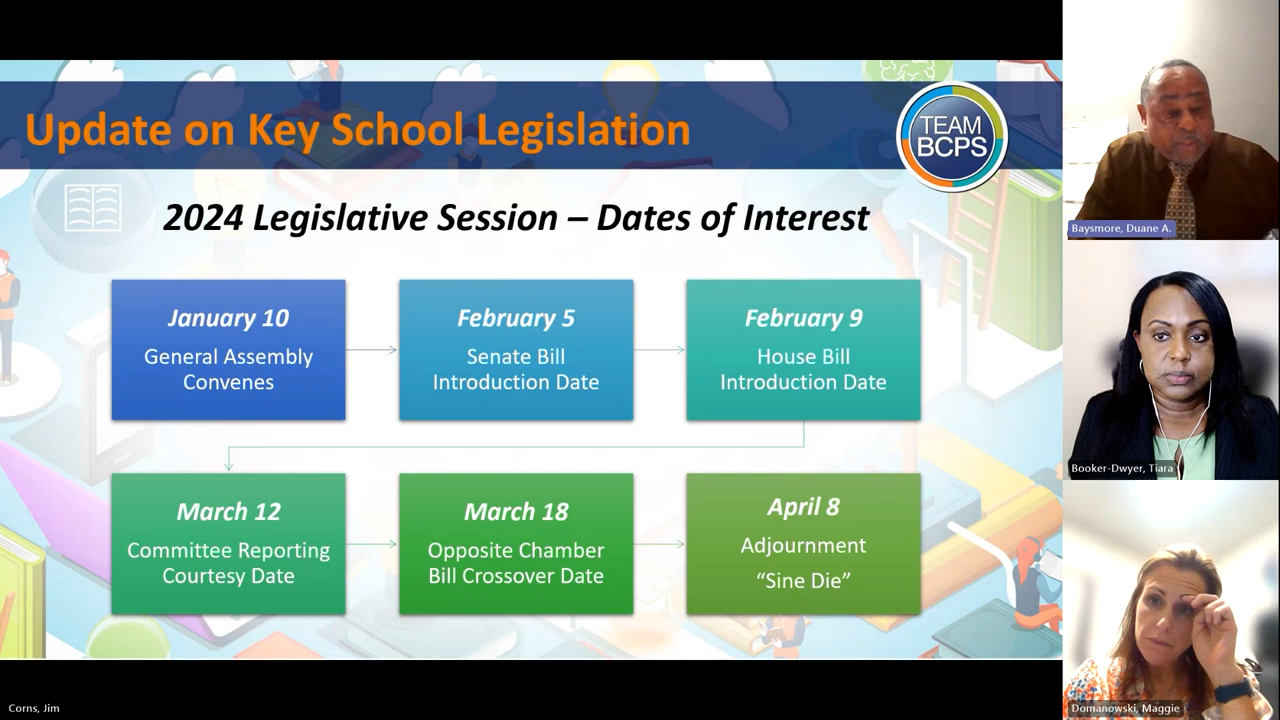 Update on Key School Legislation
TEAM
BCPS
2024 Legislative Session – Dates of Interest
January 10
General Assembly
Convenes
February 5
Senate Bill
Introduction Date
February 9
House Bill
Introduction Date
March 12
Committee Reporting
Courtesy Date
March 18
Opposite Chamber
Bill Crossover Date
April 8
Adjournment
“Sine Die”
Baysmore, Duane A.
Booker-Dwyer, Tiara
Domanowski, Maggie
Corns, Jim